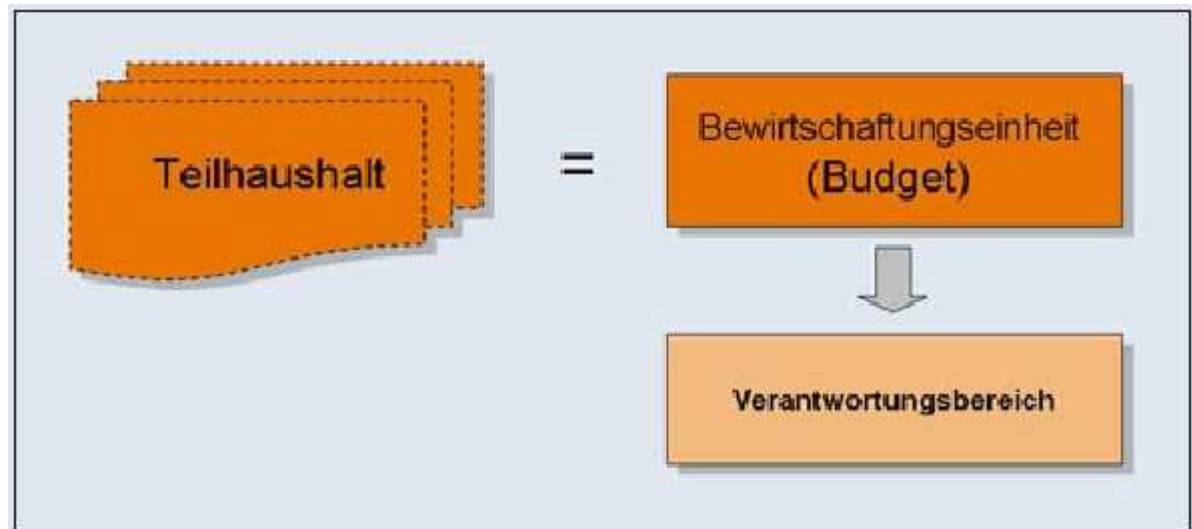 Teilhaushalt
=
Bewirtschaftungseinheit
(Budget)
Verantwortungsbereich